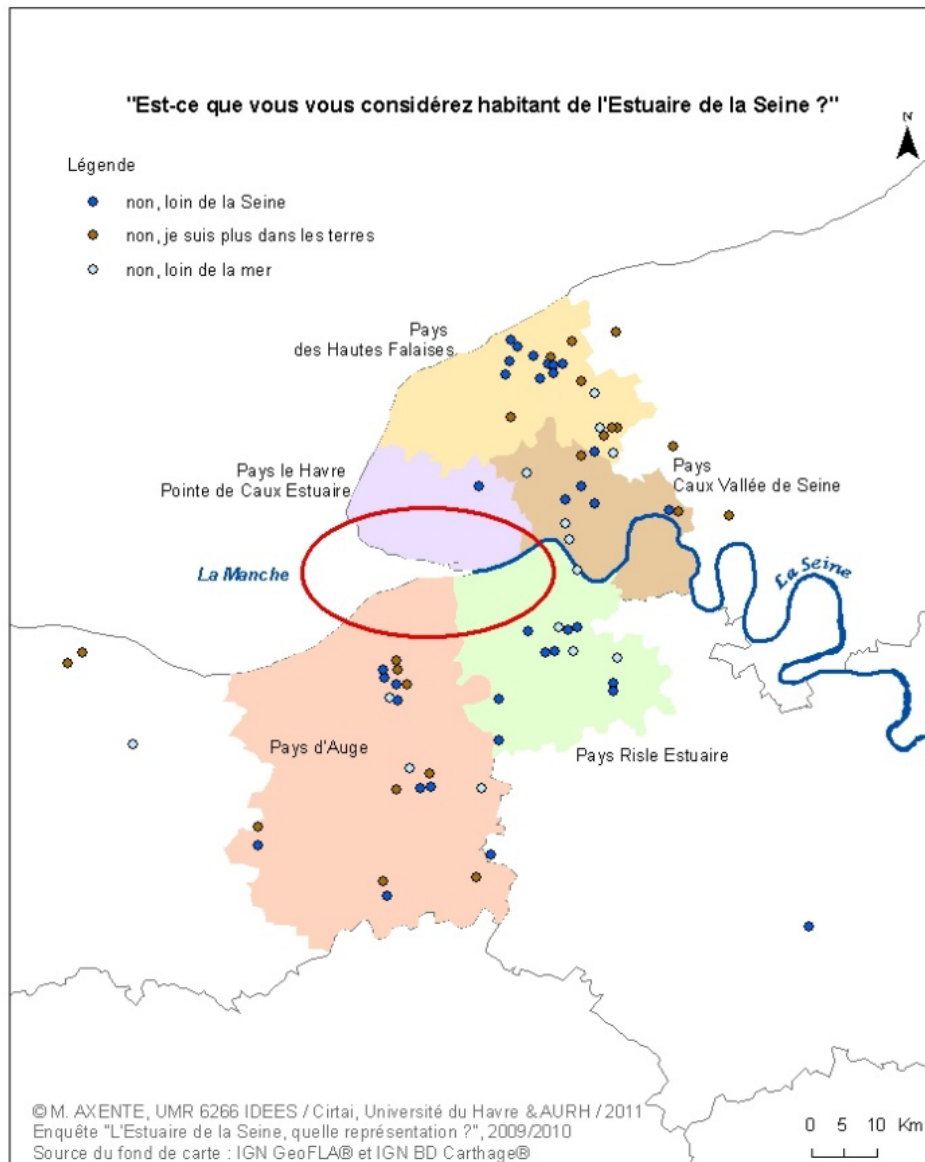 "Est-ce que vous vous considérez habitant de l'Estuaire de la Seine ?"
N
Légende
non, loin de la Seine
non, je suis plus dans les terres
non, loin de la mer
Pays
des Hautes Falaises
Pays le Havre
Pointe de Caux Estuaire
Pays
Caux Vallée de Seine
La Manche
La Seine
Pays d'Auge
Pays Risle Estuaire
© M. AXENTE, UMR 6266 IDEES / Cirtai, Université du Havre & AURH / 2011
Enquête "L'Estuaire de la Seine, quelle représentation ?", 2009/2010
Source du fond de carte : IGN GeoFLA® et IGN BD Carthage®
0 5 10 Km